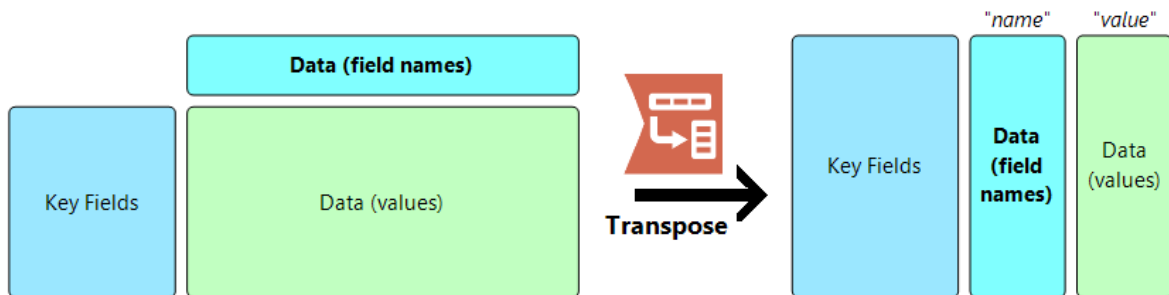 "name"
"value"
Data (field names)
Key Fields
Data (values)
Transpose
Key Fields
Data
(field
names)
Data
(values)